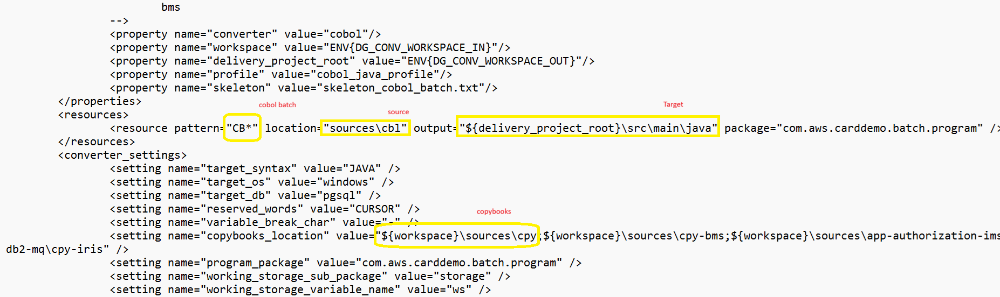 bms
-->
<property name="converter" value="cobol"/>
<property name="workspace" value="ENV{DG_CONV_WORKSPACE_IN}"/>
<property name="delivery_project_root" value="ENV{DG_CONV_WORKSPACE_OUT}"/>
<property name="profile" value="cobol_java_profile"/>
<property name="skeleton" value="skeleton_cobol_batch.txt"/>
</properties>
cobol batch
source
Target
<resources>
<resource pattern="CB*" location="sources\cbl" output="${delivery_project_root}\src\main\java" package="com.aws.carddemo.batch.program" />
</resources>
<converter_settings>
<setting name="target_syntax" value="JAVA" />
<setting name="target_os" value="windows" />
<setting name="target_db" value="pgsql" />
<setting name="reserved_words" value="CURSOR" />
copybooks
<setting name="variable_break_char" value="-" />
<setting name="copybooks_location" value="${workspace}\sources\cpy;${workspace}\sources\cpy-bms;${workspace}\sources\app-authorization-ims
db2-mq\cpy-iris" />
<setting name="program_package" value="com.aws.carddemo.batch.program" />
<setting name="working_storage_sub_package" value="storage" />
<setting name="working_storage_variable_name" value="ws" />